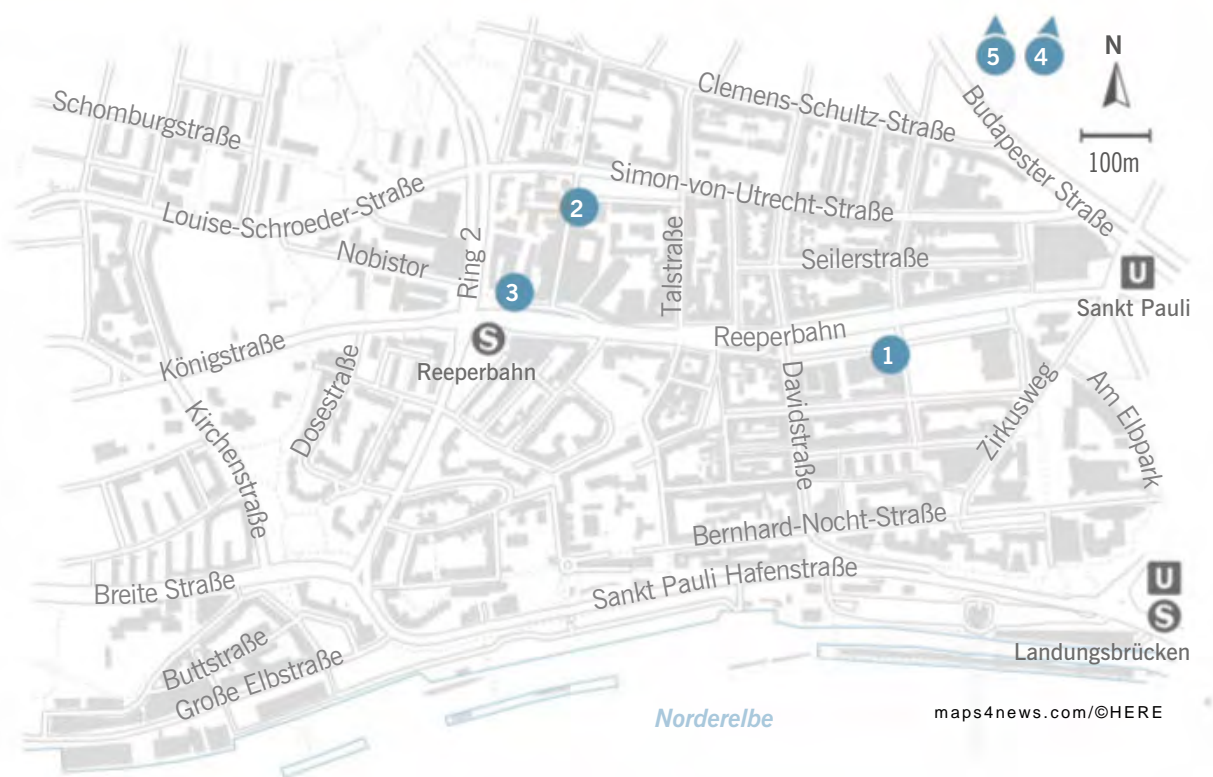 5
4
N
100m
Schomburgstraße
Clemens-Schultz-Straße
Budapester Straße
Louise-Schroeder-Straße
Simon-von-Utrecht-Straße
2
Nobistor
Ring 2
Talstraße
Seilerstraße
U
Sankt Pauli
3
Königstraße
S
Reeperbahn
Reeperbahn
1
Dosestraße
Davidstraße
Zirkusweg
Am Elbpark
Kirchenstraße
Bernhard-Nocht-Straße
Breite Straße
Sankt Pauli Hafenstraße
U
S
Landungsbrücken
Buttstraße
Große Elbstraße
Norderelbe
maps4news.com/©HERE